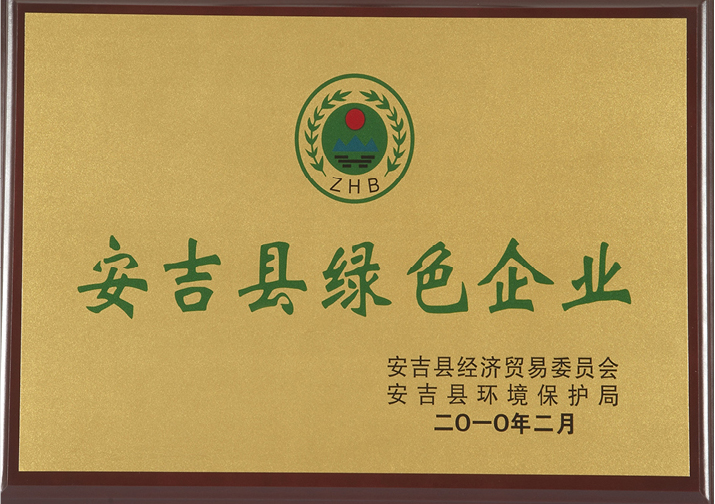 ZHB
安吉县绿色企业
安吉县经济贸易委员会
安吉县环境保护局
二〇一〇年二月